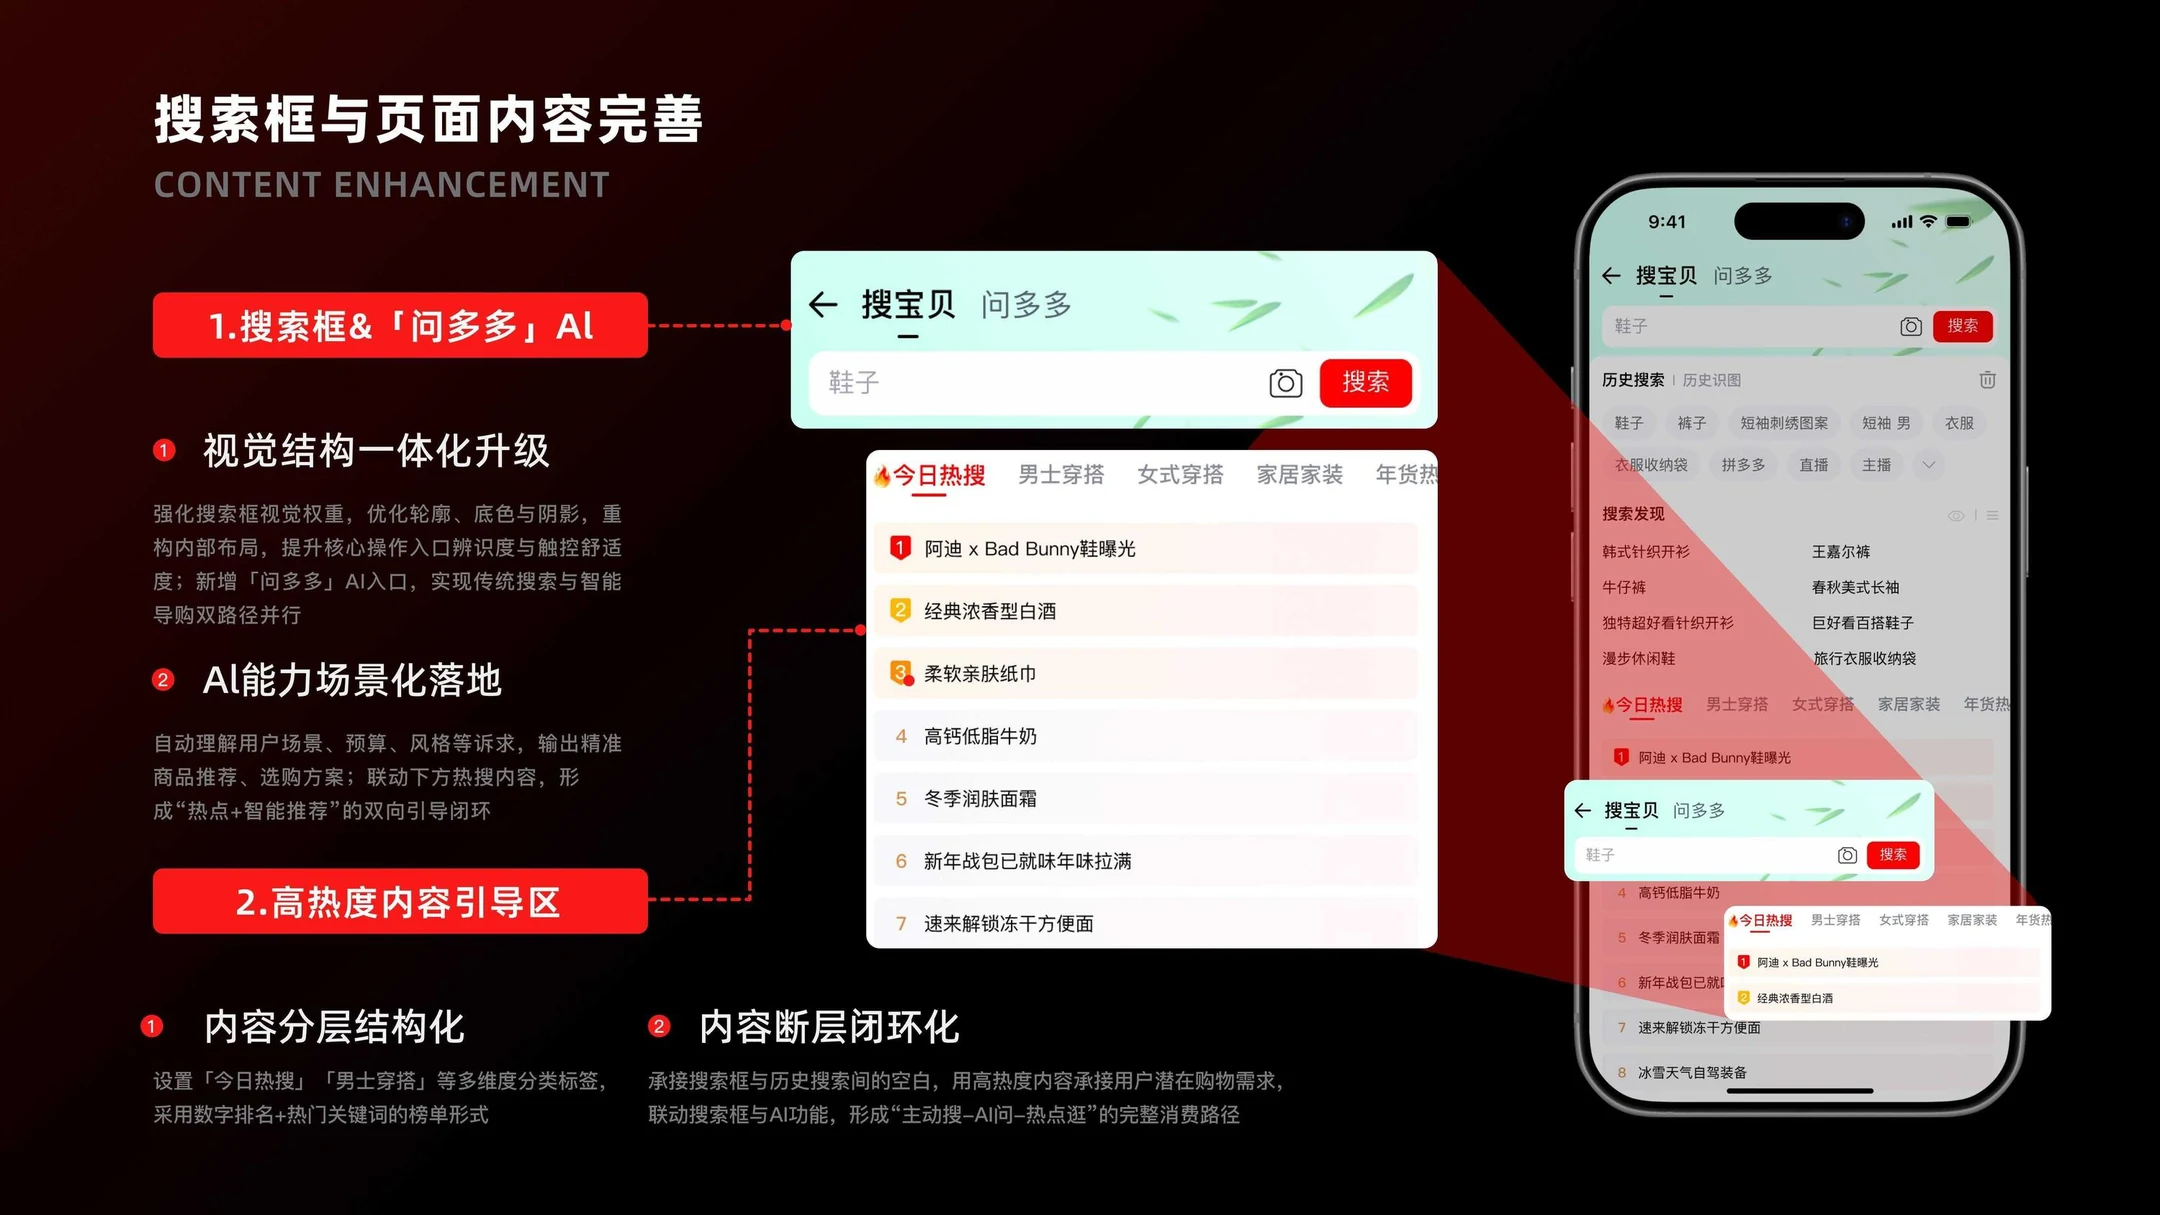 搜索框与页面内容完善
CONTENT ENHANCEMENT
1.搜索框&「问多多」AI
1 视觉结构一体化升级
强化搜索框视觉权重，优化轮廓、底色与阴影，重
构内部布局，提升核心操作入口辨识度与触控舒适
度；新增「问多多」AI入口，实现传统搜索与智能
导购双路径并行
2 AI能力场景化落地
自动理解用户场景、预算、风格等诉求，输出精准
商品推荐、选购方案；联动下方热搜内容，形
成“热点+智能推荐”的双向引导闭环
2.高热度内容引导区
1 内容分层结构化
设置「今日热搜」「男士穿搭」等多维度分类标签，
采用数字排名+热门关键词的榜单形式
2 内容断层闭环化
承接搜索框与历史搜索间的空白，用高热度内容承接用户潜在购物需求，
联动搜索框与AI功能，形成“主动搜-AI问-热点逛”的完整消费路径
搜宝贝 问多多
鞋子 搜索
今日热搜 男士穿搭 女式穿搭 家居家装 年货热
1 阿迪 x Bad Bunny鞋曝光
2 经典浓香型白酒
3 柔软亲肤纸巾
4 高钙低脂牛奶
5 冬季润肤面霜
6 新年战包已就味年味拉满
7 速来解锁冻干方便面
9:41
搜宝贝 问多多
鞋子 搜索
历史搜索 | 历史识图
鞋子 裤子 短袖刺绣图案 短袖 男 衣服
衣服收纳袋 拼多多 直播 主播
搜索发现
韩式针织开衫 王嘉尔裤
牛仔裤 春秋美式长袖
独特超好看针织开衫 巨好看百搭鞋子
漫步休闲鞋 旅行衣服收纳袋
今日热搜 男士穿搭 女式穿搭 家居家装 年货热
1 阿迪 x Bad Bunny鞋曝光
搜宝贝 问多多
鞋子 搜索
4 高钙低脂牛奶
5 冬季润肤面霜
6 新年战包已就
今日热搜 男士穿搭 女式穿搭 家居家装 年货热
1 阿迪 x Bad Bunny鞋曝光
2 经典浓香型白酒
7 速来解锁冻干方便面
8 冰雪天气自驾装备